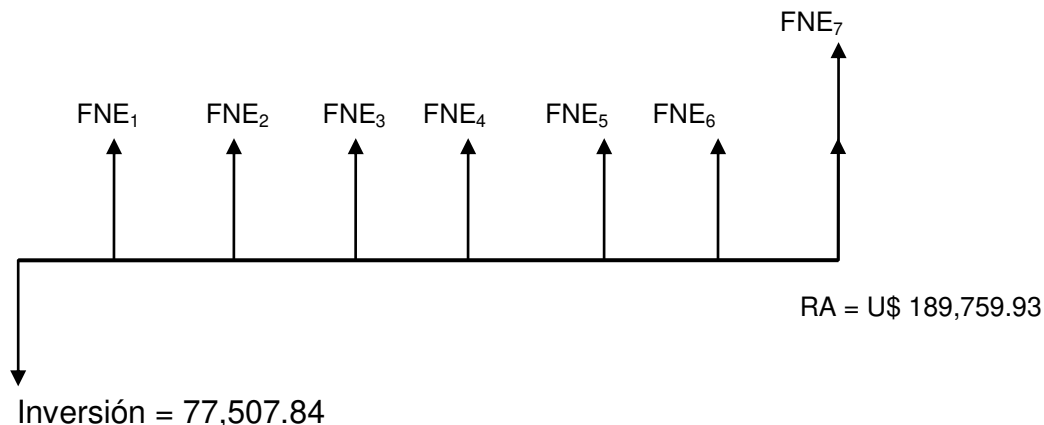 FNE₇
FNE₁ FNE₂ FNE₃ FNE₄ FNE₅ FNE₆
RA = U$ 189,759.93
Inversión = 77,507.84